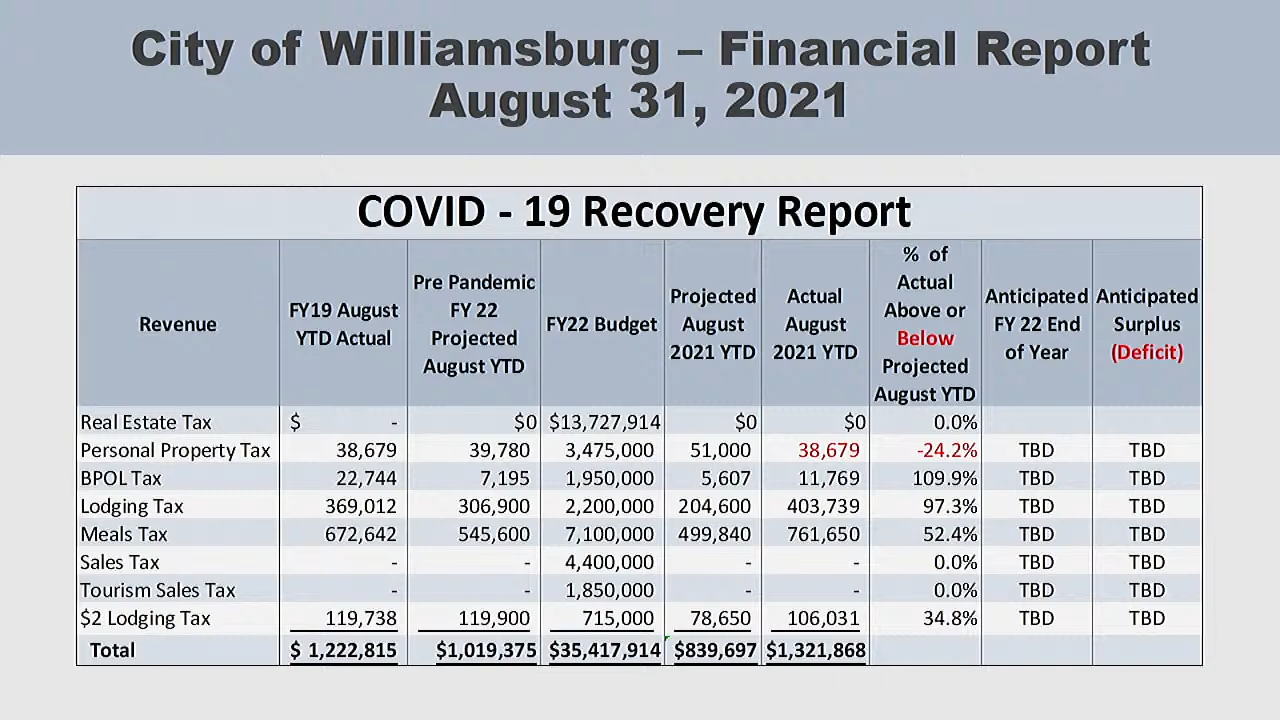 City of Williamsburg – Financial Report
August 31, 2021
COVID - 19 Recovery Report
Revenue
FY19 August
YTD Actual
Pre Pandemic
FY 22
Projected
August YTD
FY22 Budget
Projected
August
2021 YTD
Actual
August
2021 YTD
% of
Actual
Above or
Below
Projected
August YTD
Anticipated
FY 22 End
of Year
Anticipated
Surplus
(Deficit)
Real Estate Tax $ - $0 $13,727,914 $0 $0 0.0%
Personal Property Tax 38,679 39,780 3,475,000 51,000 38,679 -24.2% TBD TBD
BPOL Tax 22,744 7,195 1,950,000 5,607 11,769 109.9% TBD TBD
Lodging Tax 369,012 306,900 2,200,000 204,600 403,739 97.3% TBD TBD
Meals Tax 672,642 545,600 7,100,000 499,840 761,650 52.4% TBD TBD
Sales Tax - - 4,400,000 - - 0.0% TBD TBD
Tourism Sales Tax - - 1,850,000 - - 0.0% TBD TBD
$2 Lodging Tax 119,738 119,900 715,000 78,650 106,031 34.8% TBD TBD
Total $ 1,222,815 $1,019,375 $35,417,914 $839,697 $1,321,868